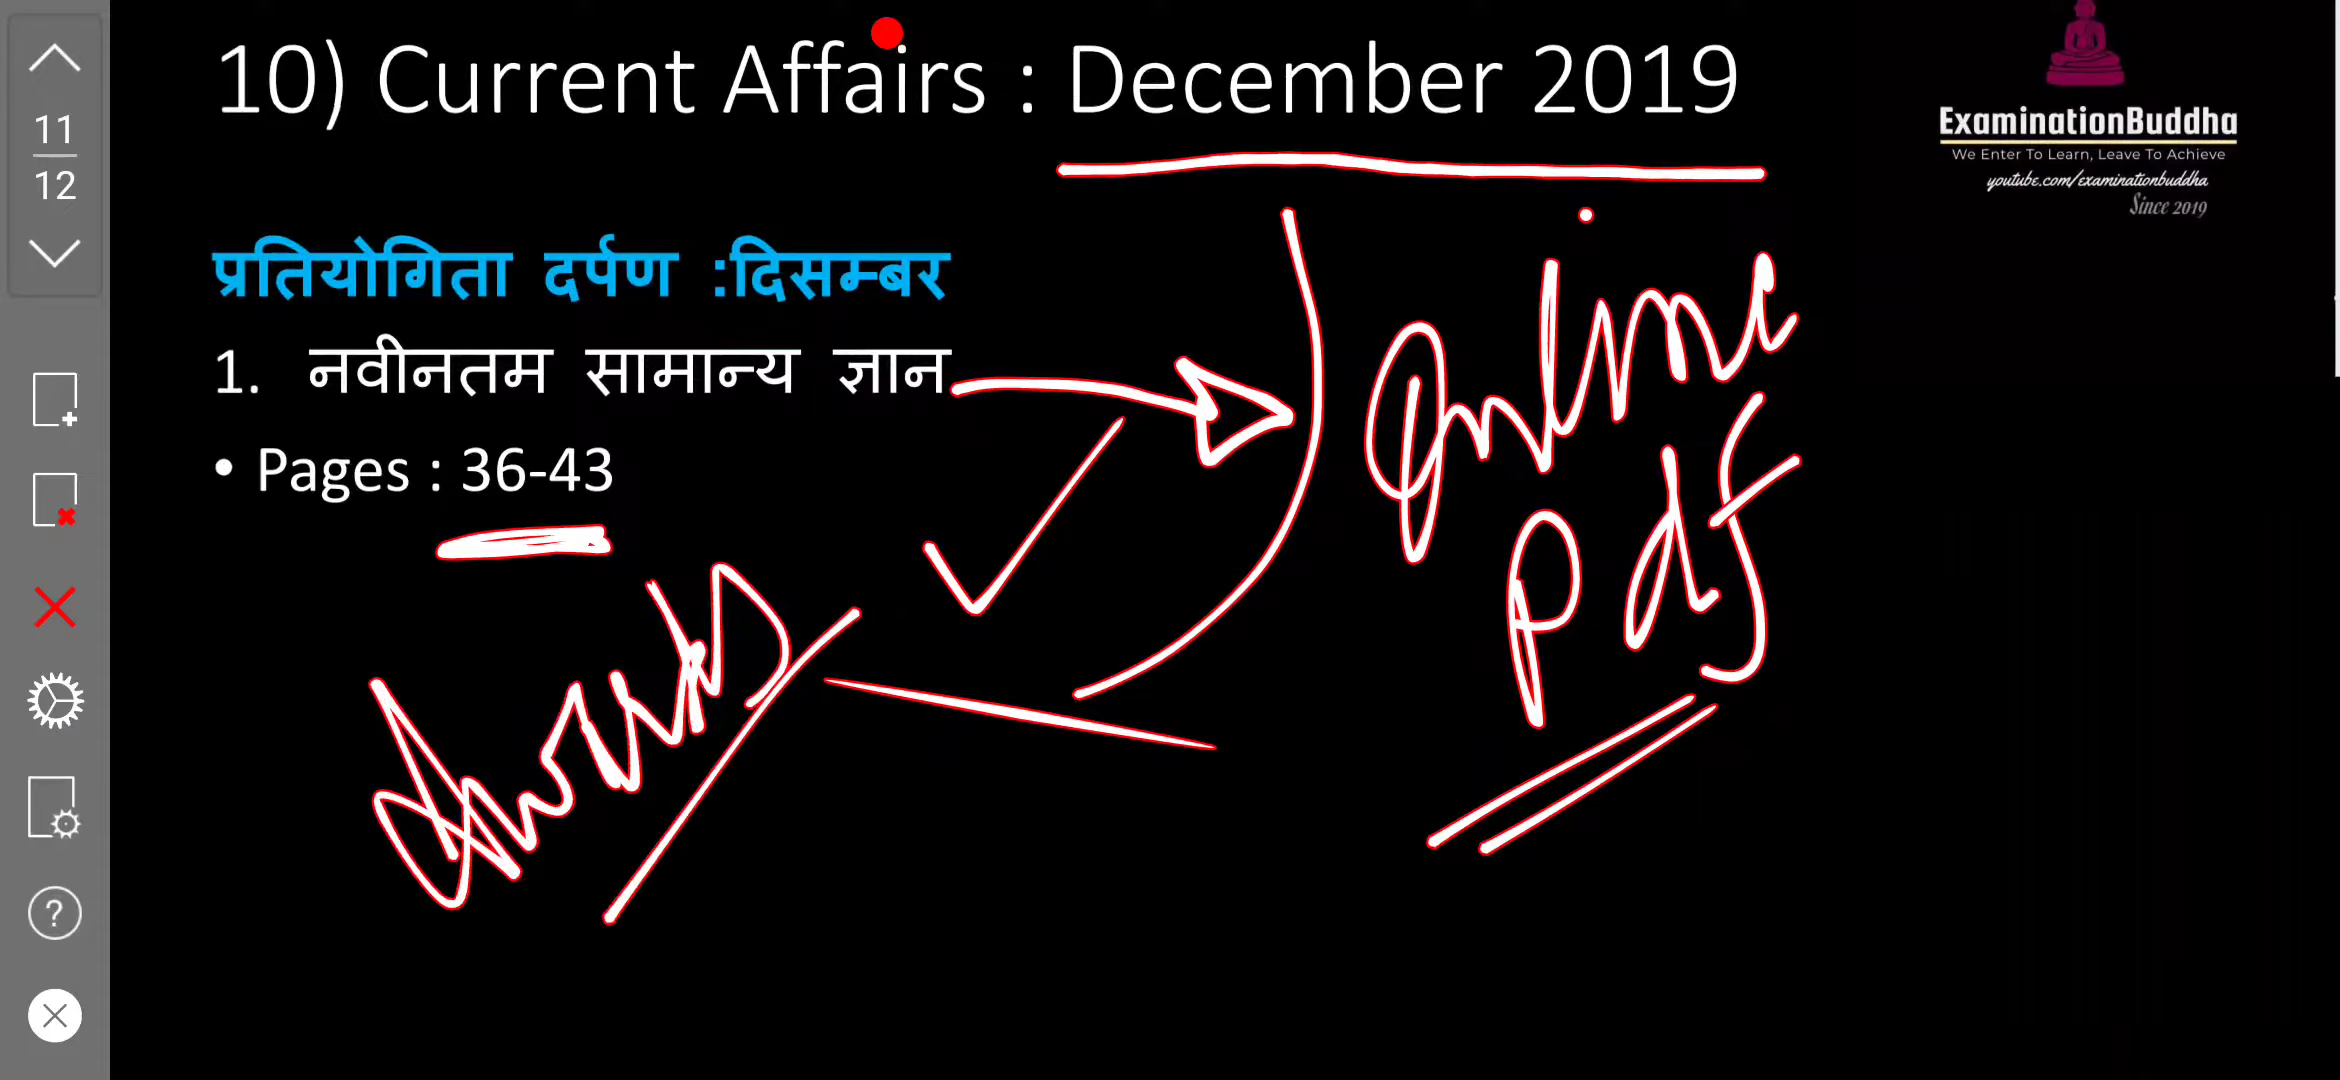 10) Current Affairs : December 2019
ExaminationBuddha
We Enter To Learn, Leave To Achieve
youtube.com/examinationbuddha
Since 2019
11
12
प्रतियोगिता दर्पण :दिसम्बर
1. नवीनतम सामान्य ज्ञान
• Pages : 36-43
Online
pdf
Awards
?